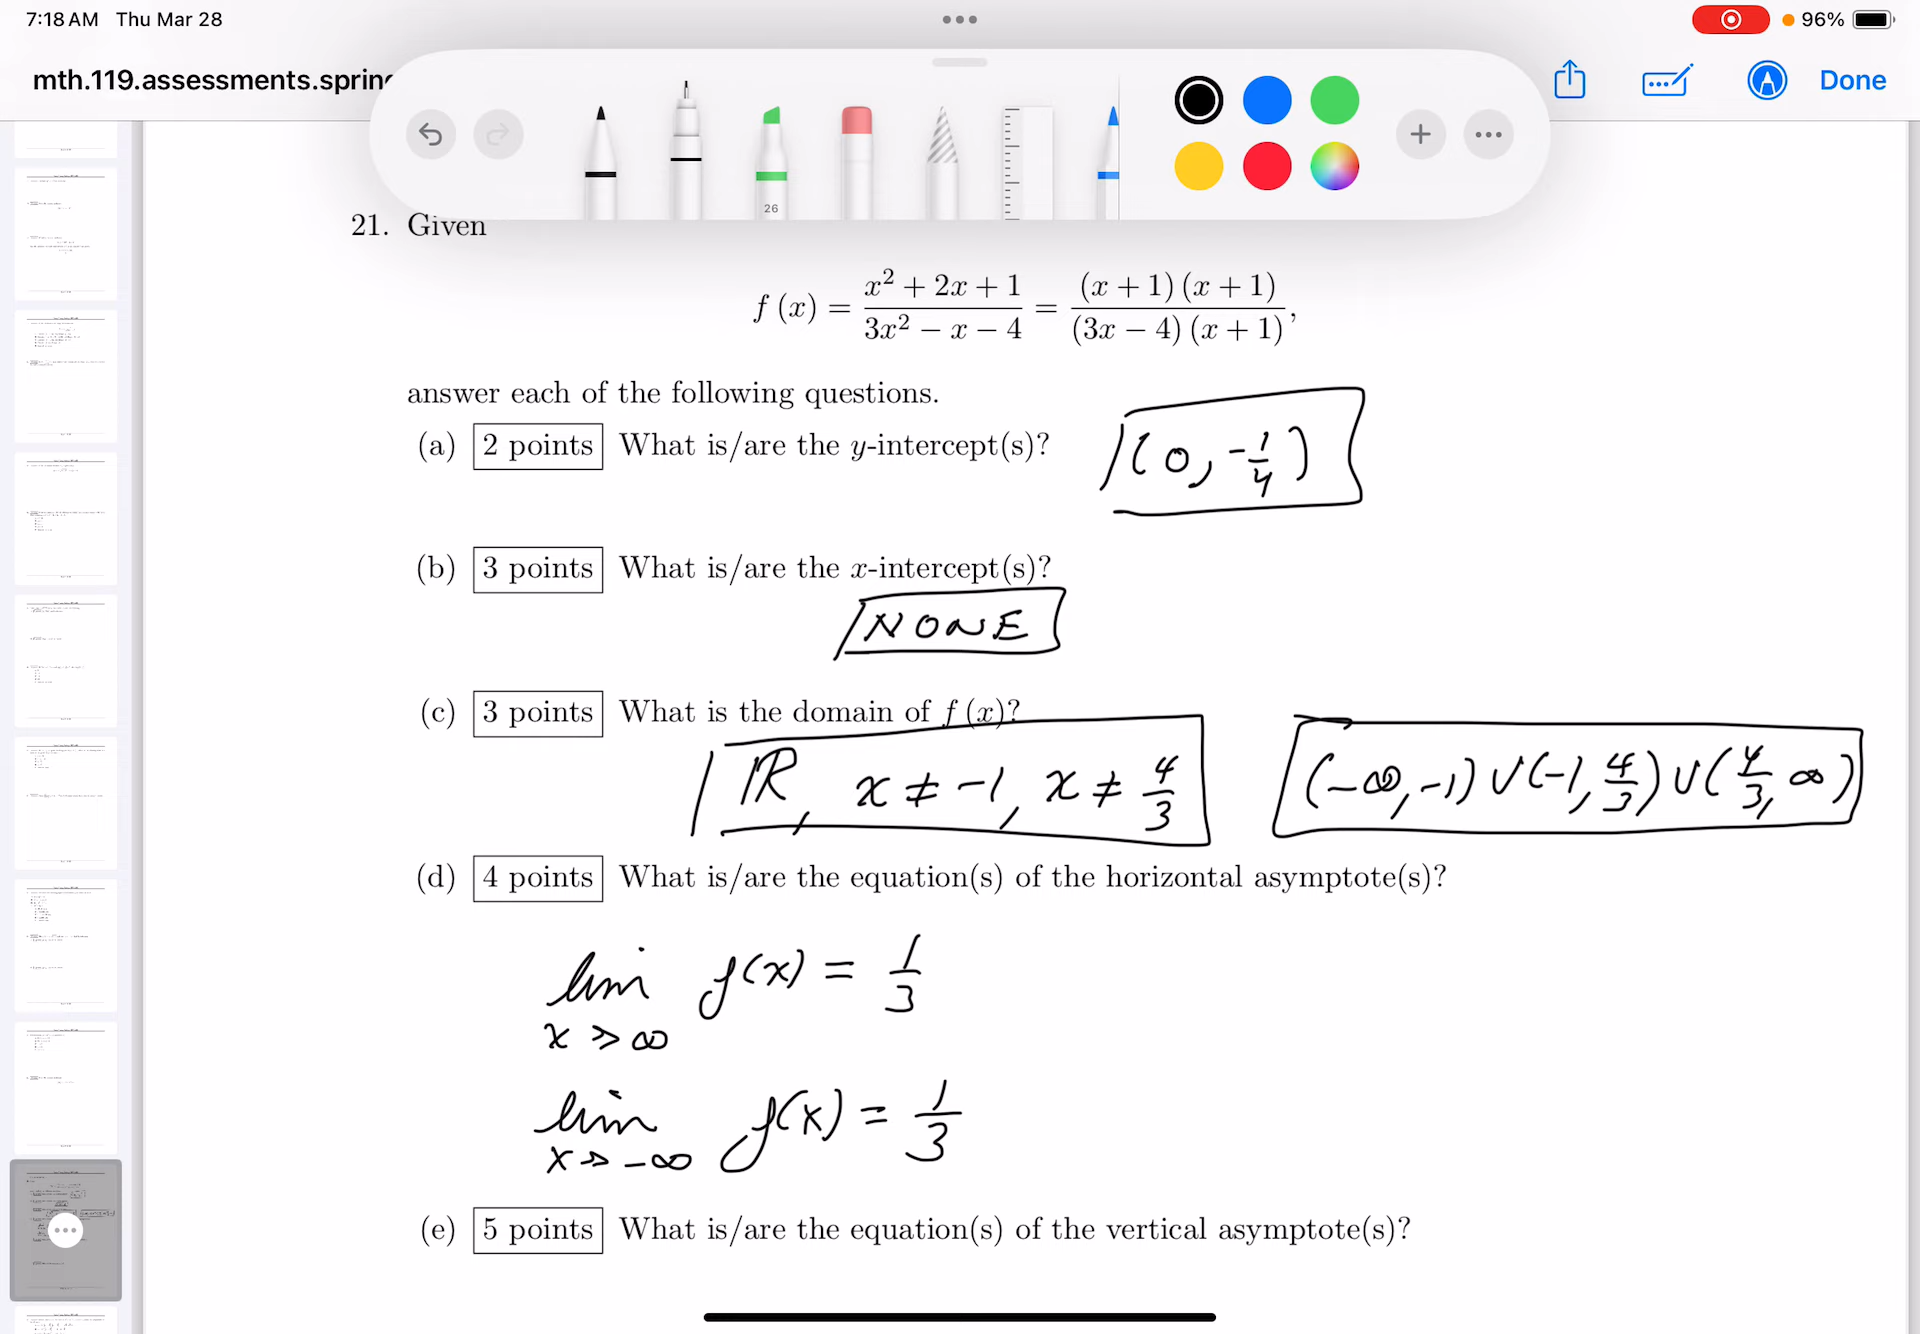 7:18 AM Thu Mar 28
96%
mth.119.assessments.spring
Done
26
21. Given
f (x) = (x² + 2x + 1)/(3x² − x − 4) = ((x + 1) (x + 1))/((3x − 4) (x + 1)),
answer each of the following questions.
(a) 2 points What is/are the y-intercept(s)?
(0, -1/4)
(b) 3 points What is/are the x-intercept(s)?
NONE
(c) 3 points What is the domain of f (x)?
ℝ, x ≠ -1, x ≠ 4/3
(-∞, -1) ∪ (-1, 4/3) ∪ (4/3, ∞)
(d) 4 points What is/are the equation(s) of the horizontal asymptote(s)?
lim f(x) = 1/3
x → ∞
lim f(x) = 1/3
x → -∞
(e) 5 points What is/are the equation(s) of the vertical asymptote(s)?